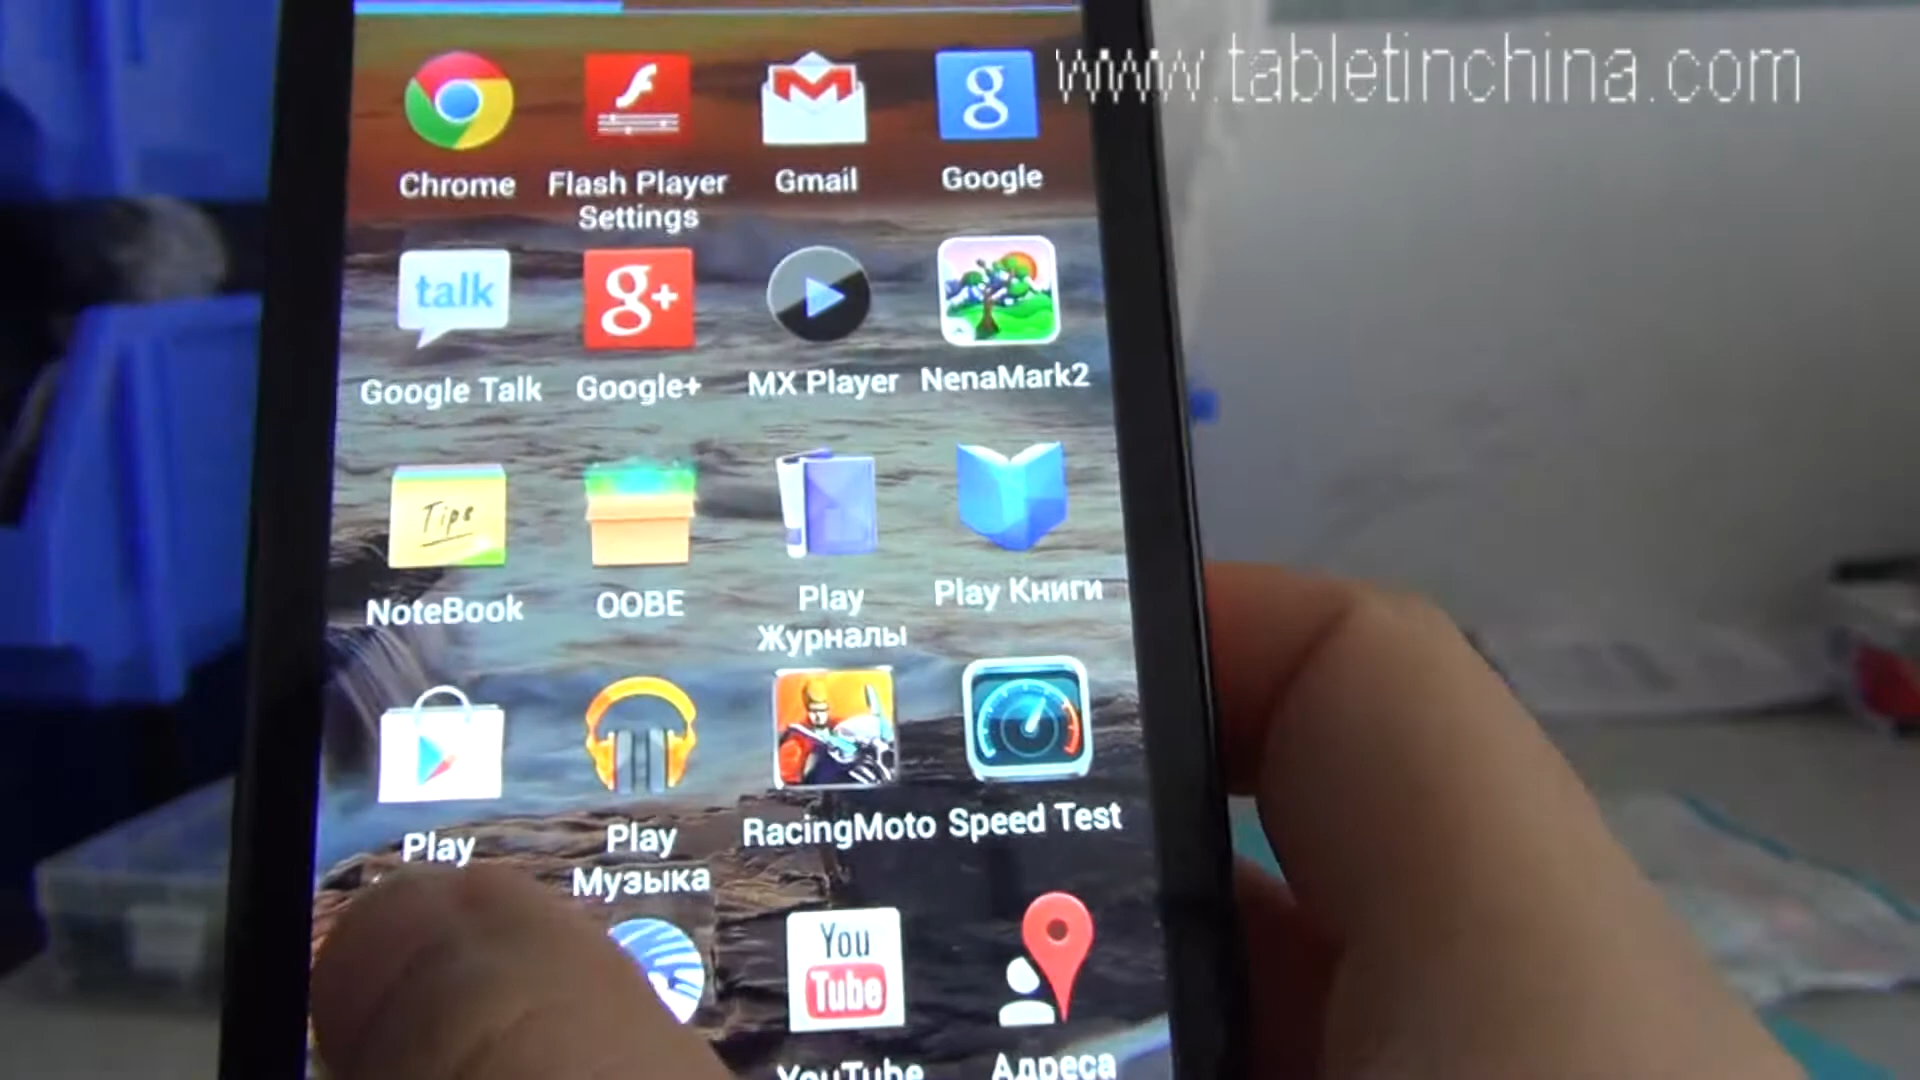 www.tabletinchina.com
Chrome
Flash Player
Settings
Gmail
Google
talk
Google Talk
Google+
MX Player
NenaMark2
Tips
NoteBook
OOBE
Play
Журналы
Play Книги
Play
Play
Музыка
RacingMoto
Speed Test
You
Tube
YouTube
Адреса